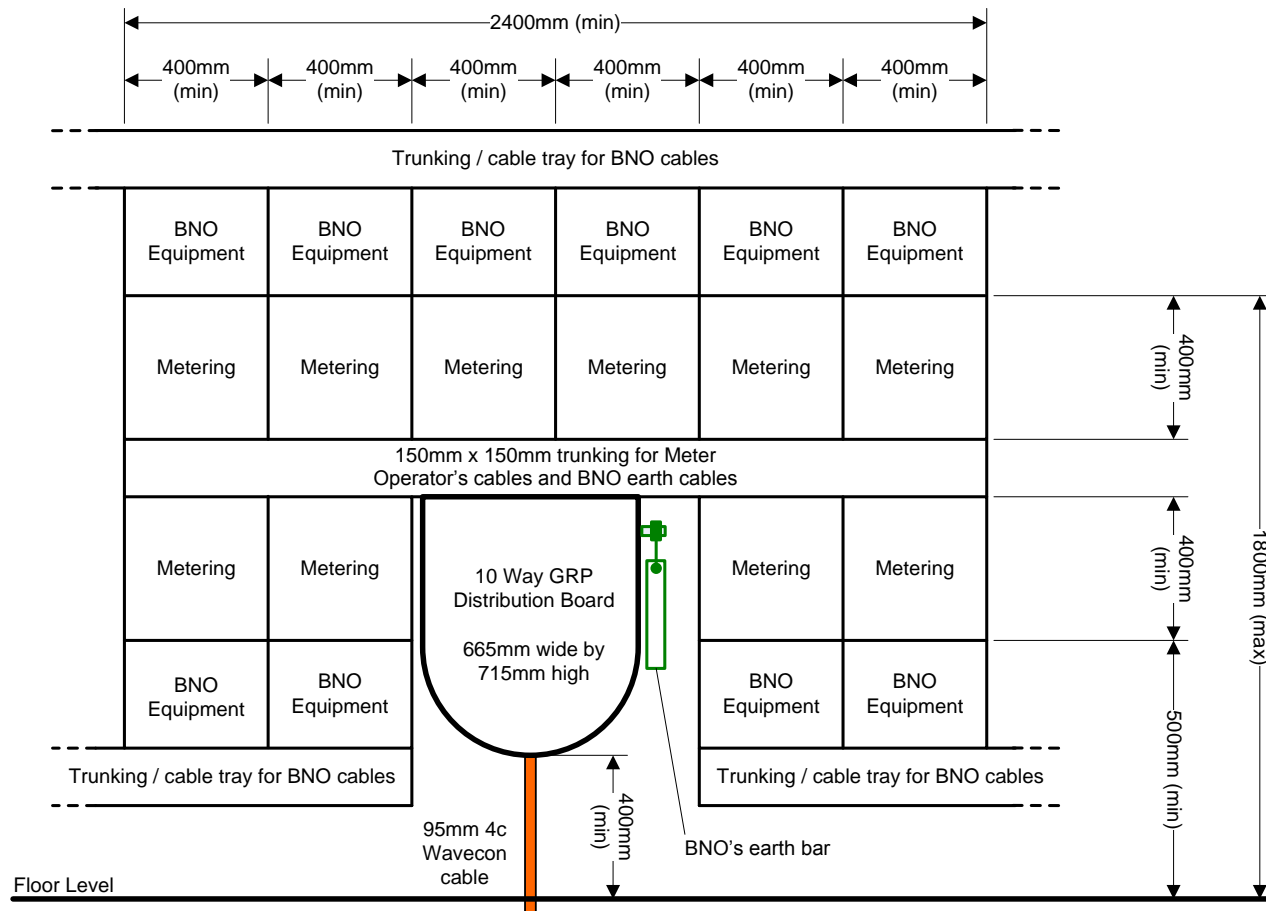 2400mm (min)
400mm
(min)
400mm
(min)
400mm
(min)
400mm
(min)
400mm
(min)
400mm
(min)
Trunking / cable tray for BNO cables
BNO
Equipment
BNO
Equipment
BNO
Equipment
BNO
Equipment
BNO
Equipment
BNO
Equipment
Metering
Metering
Metering
Metering
Metering
Metering
400mm
(min)
150mm x 150mm trunking for Meter
Operator's cables and BNO earth cables
Metering
Metering
10 Way GRP
Distribution Board
665mm wide by
715mm high
Metering
Metering
400mm
(min)
1800mm (max)
BNO
Equipment
BNO
Equipment
BNO
Equipment
BNO
Equipment
500mm (min)
Trunking / cable tray for BNO cables
Trunking / cable tray for BNO cables
400mm
(min)
95mm 4c
Wavecon
cable
BNO's earth bar
Floor Level